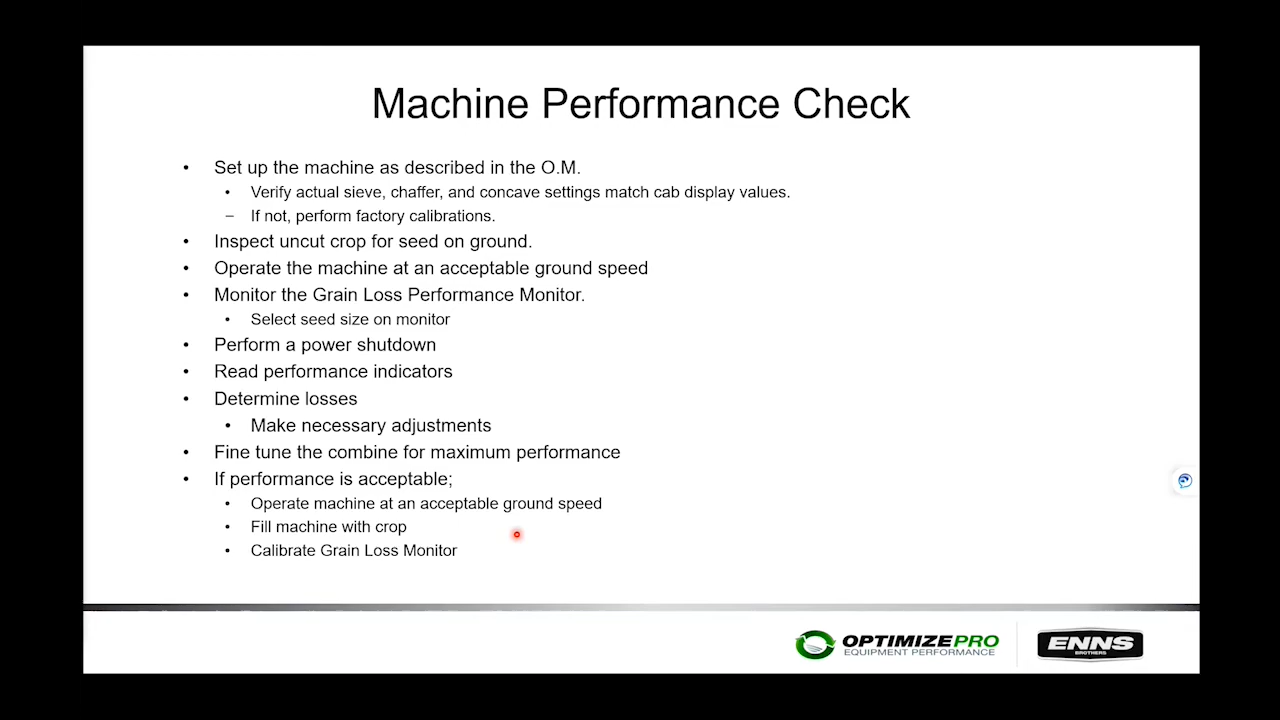 Machine Performance Check
• Set up the machine as described in the O.M.
• Verify actual sieve, chaffer, and concave settings match cab display values.
– If not, perform factory calibrations.
• Inspect uncut crop for seed on ground.
• Operate the machine at an acceptable ground speed
• Monitor the Grain Loss Performance Monitor.
• Select seed size on monitor
• Perform a power shutdown
• Read performance indicators
• Determine losses
• Make necessary adjustments
• Fine tune the combine for maximum performance
• If performance is acceptable;
• Operate machine at an acceptable ground speed
• Fill machine with crop
• Calibrate Grain Loss Monitor
OPTIMIZEPRO
EQUIPMENT PERFORMANCE
ENNS
BROTHERS